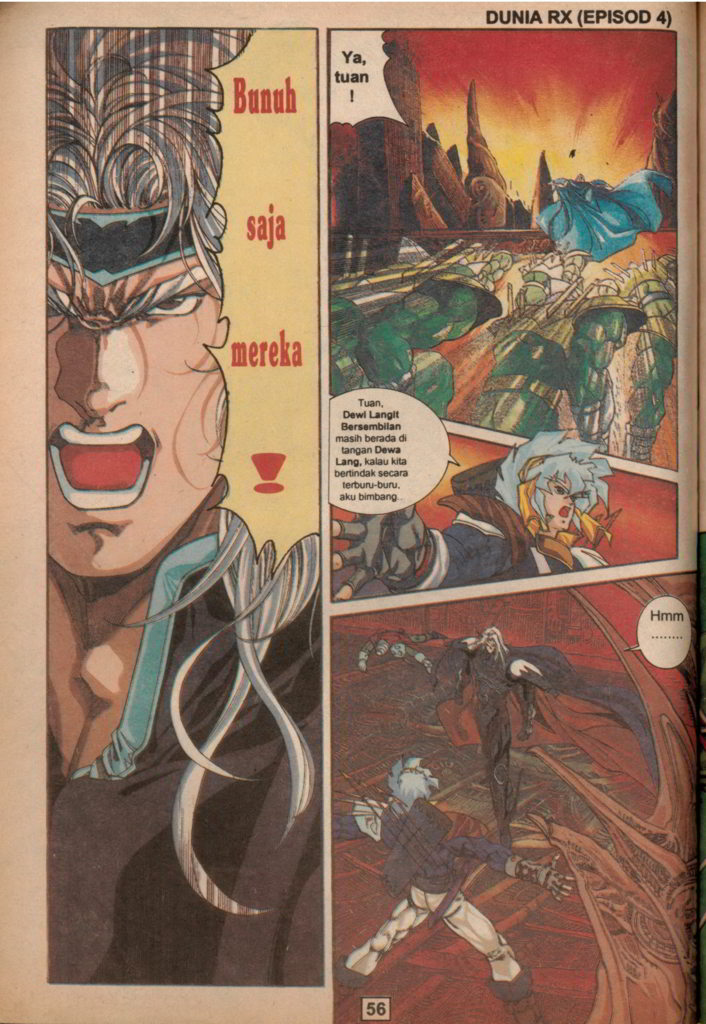 DUNIA RX (EPISOD 4)
Bunuh
saja
mereka
!
Ya,
tuan
!
Tuan,
Dewi Langit
Bersembilan
masih berada di
tangan Dewa
Lang, kalau kita
bertindak secara
terburu-buru,
aku bimbang..
Hmm
........
56